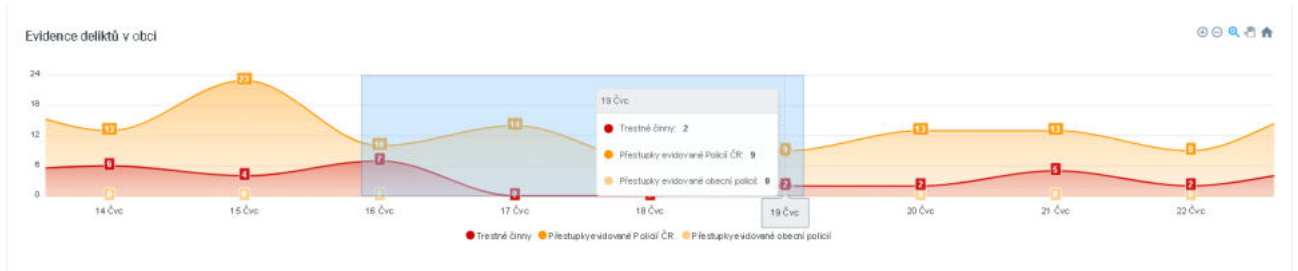 Evidence deliktů v obci
24
18
12
6
0
13
23
10
14
9
13
13
9
6
4
7
0
2
2
5
2
0
0
0
0
0
0
19 Čvc
Trestné činny: 2
Přestupky evidované Policií ČR: 9
Přestupky evidované obecní policií: 0
14 Čvc
15 Čvc
16 Čvc
17 Čvc
18 Čvc
19 Čvc
20 Čvc
21 Čvc
22 Čvc
Trestné činny
Přestupky evidované Policií ČR
Přestupky evidované obecní policií